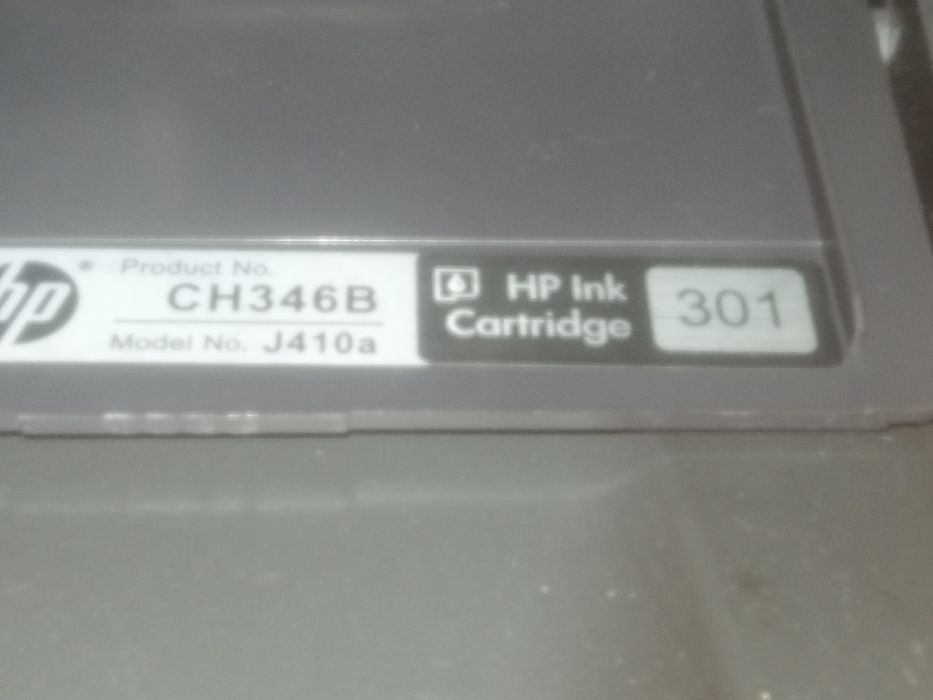 hp®
Product No.
CH346B
Model No. J410a
HP Ink
Cartridge
301